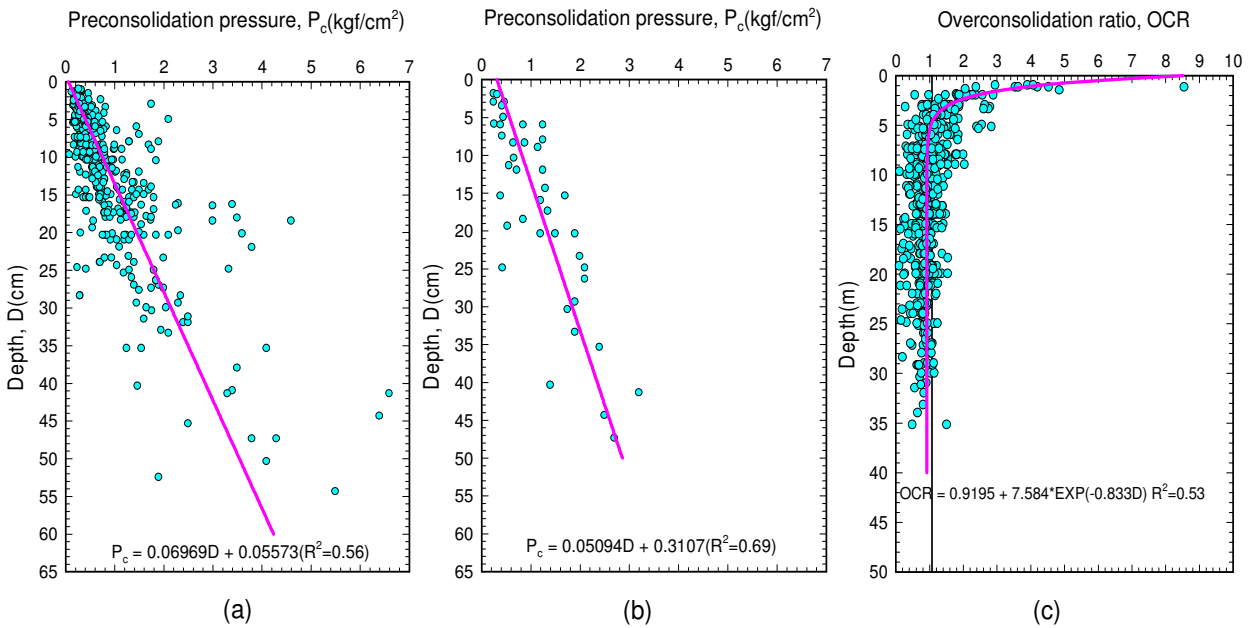 Preconsolidation pressure, Pc(kgf/cm²)
0 1 2 3 4 5 6 7
0
5
10
15
20
25
30
35
40
45
50
55
60
65
Depth, D(cm)
Pc = 0.06969D + 0.05573(R²=0.56)
(a)
Preconsolidation pressure, Pc(kgf/cm²)
0 1 2 3 4 5 6 7
0
5
10
15
20
25
30
35
40
45
50
55
60
65
Depth, D(cm)
Pc = 0.05094D + 0.3107(R²=0.69)
(b)
Overconsolidation ratio, OCR
0 1 2 3 4 5 6 7 8 9 10
0
5
10
15
20
25
30
35
40
45
50
Depth(m)
OCR = 0.9195 + 7.584*EXP(-0.833D) R²=0.53
(c)